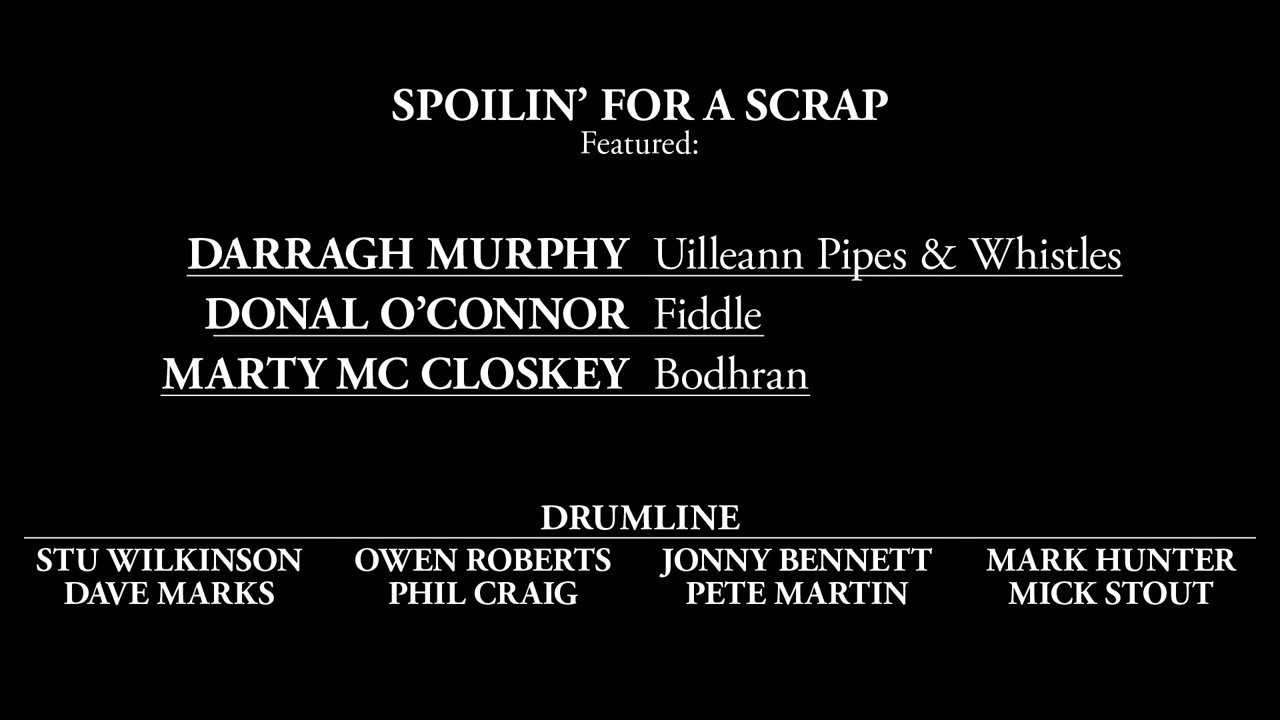 SPOILIN’ FOR A SCRAP
Featured:
DARRAGH MURPHY Uilleann Pipes & Whistles
DONAL O’CONNOR Fiddle
MARTY MC CLOSKEY Bodhran
DRUMLINE
STU WILKINSON OWEN ROBERTS JONNY BENNETT MARK HUNTER
DAVE MARKS PHIL CRAIG PETE MARTIN MICK STOUT